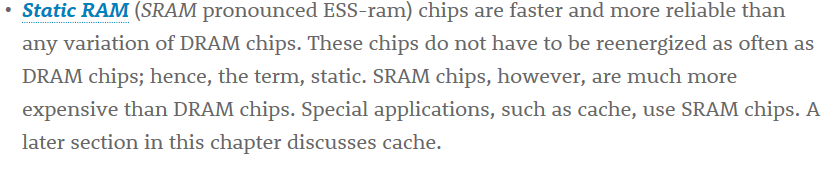 • Static RAM (SRAM pronounced ESS-ram) chips are faster and more reliable than
any variation of DRAM chips. These chips do not have to be reenergized as often as
DRAM chips; hence, the term, static. SRAM chips, however, are much more
expensive than DRAM chips. Special applications, such as cache, use SRAM chips. A
later section in this chapter discusses cache.